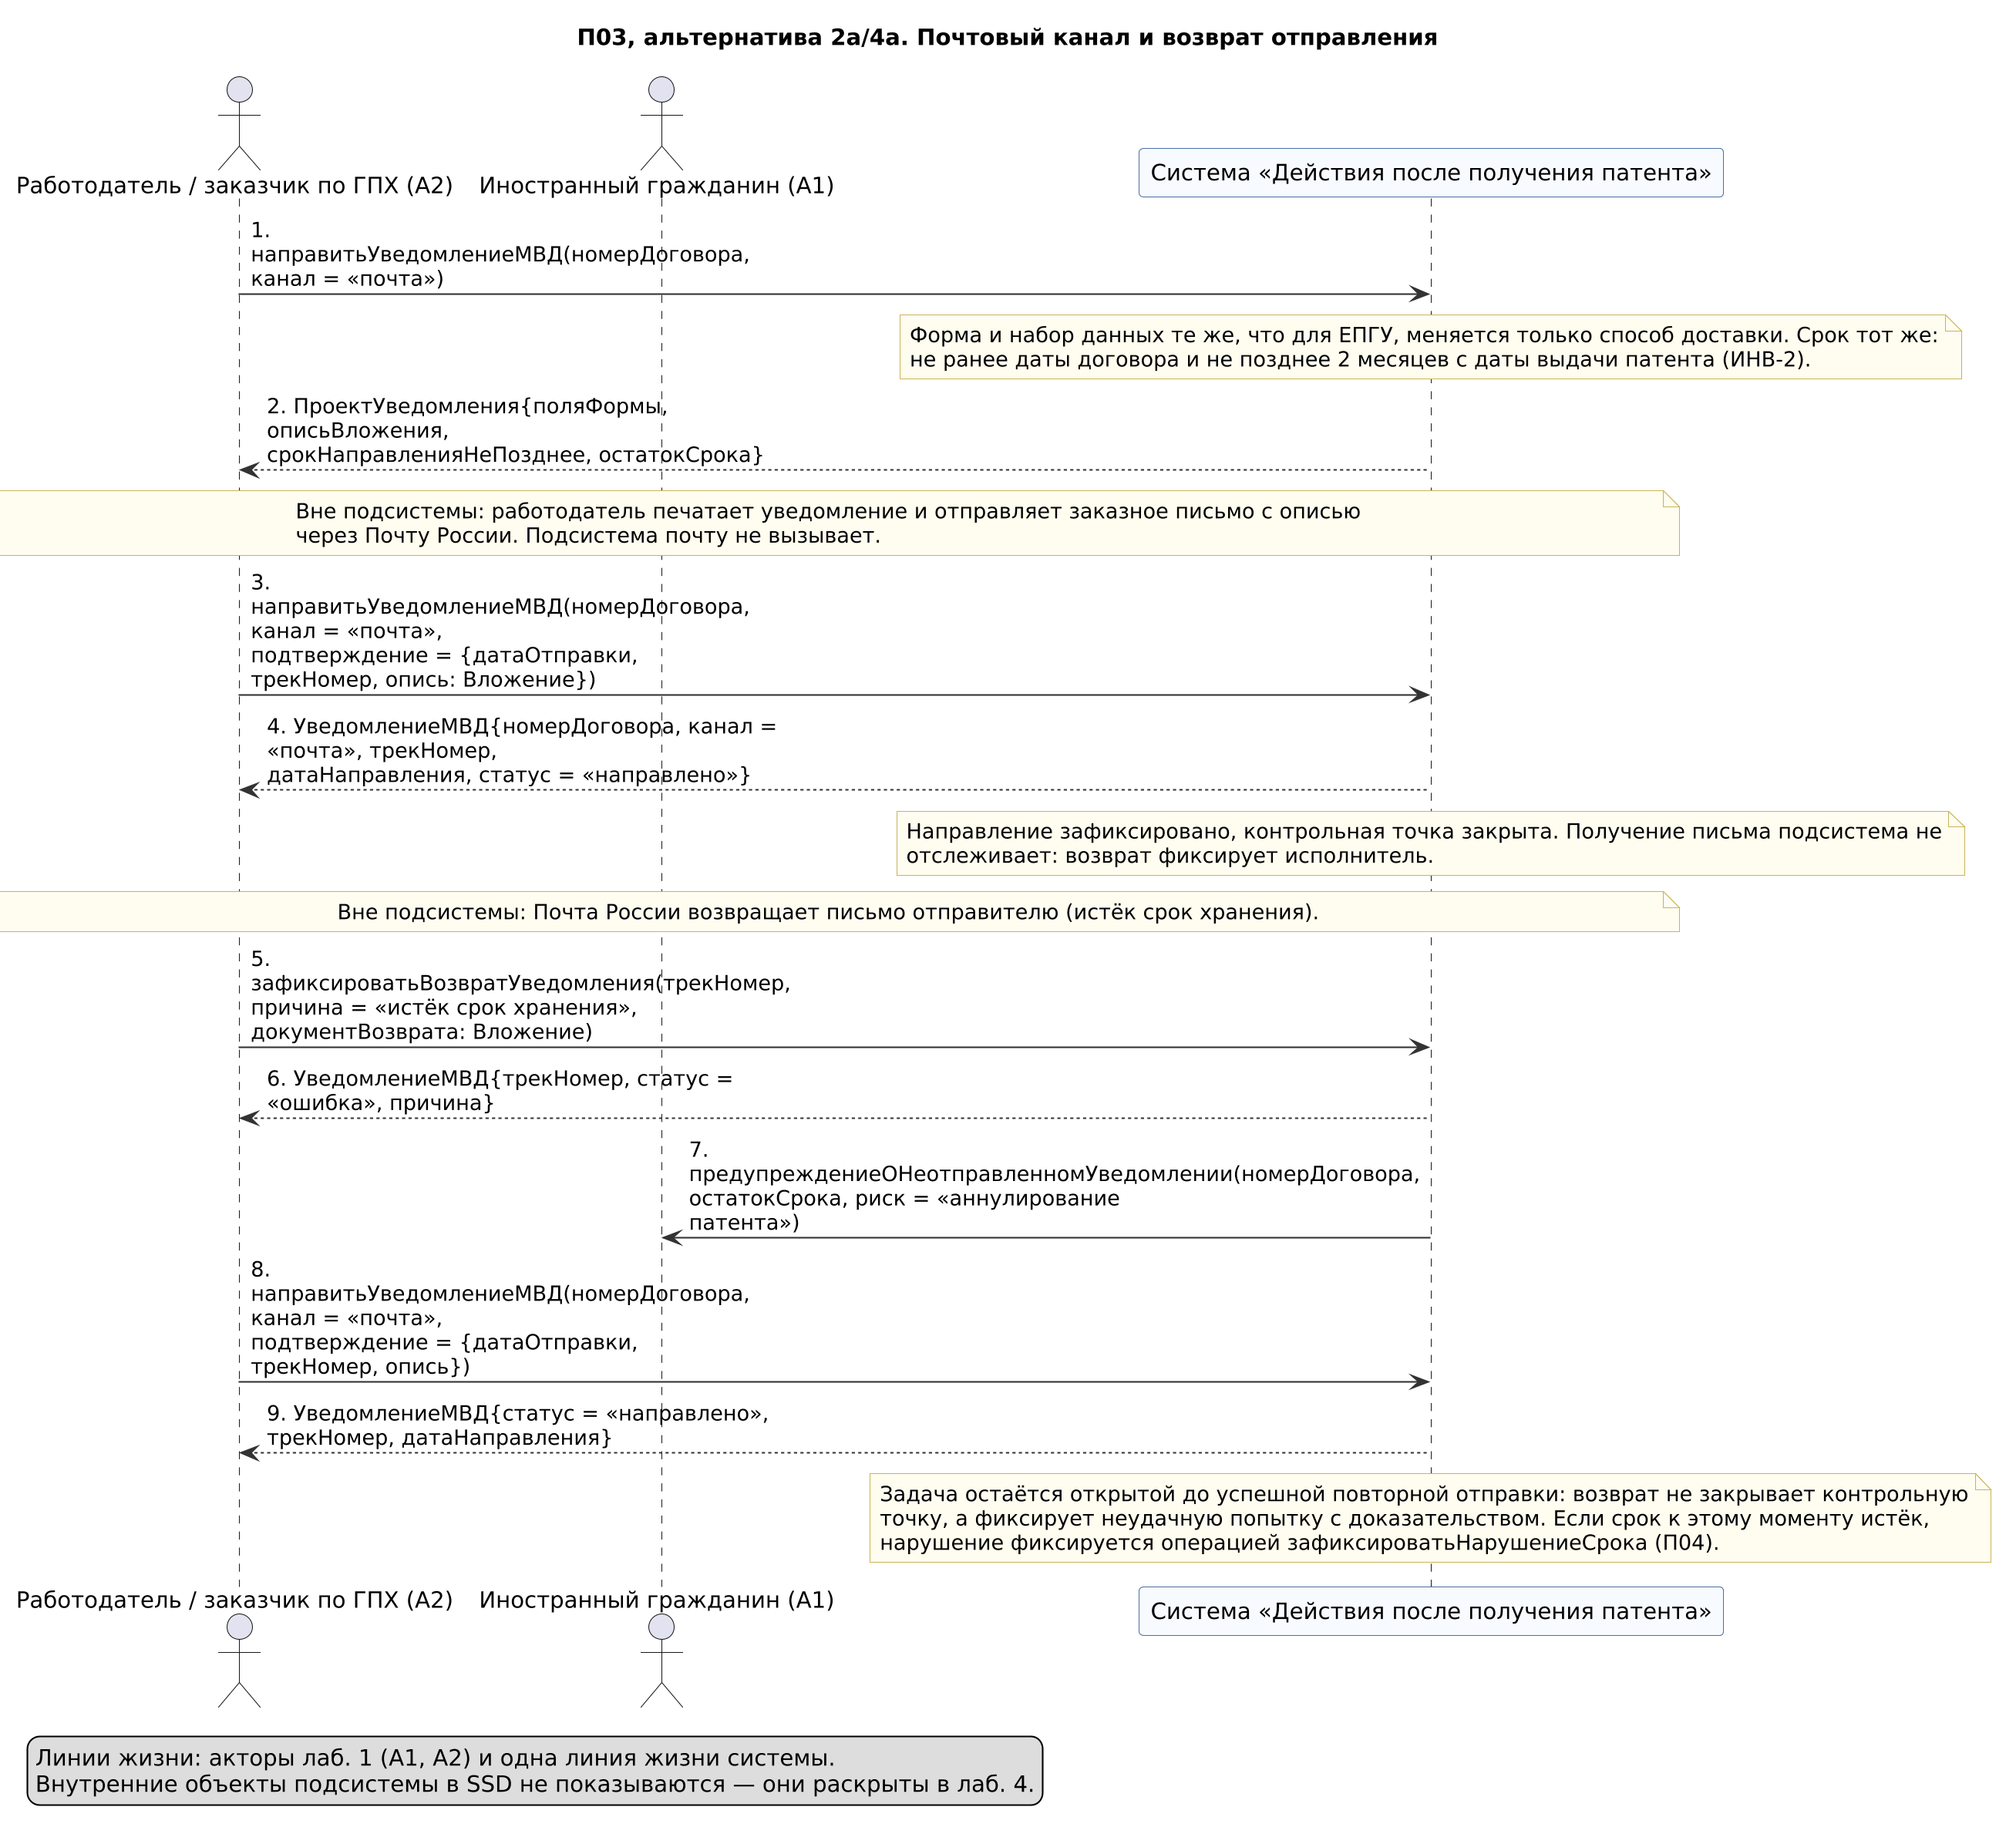 П03, альтернатива 2а/4а. Почтовый канал и возврат отправления
Работодатель / заказчик по ГПХ (А2)
Иностранный гражданин (А1)
Система «Действия после получения патента»
1.
направитьУведомлениеМВД(номерДоговора,
канал = «почта»)
Форма и набор данных те же, что для ЕПГУ, меняется только способ доставки. Срок тот же:
не ранее даты договора и не позднее 2 месяцев с даты выдачи патента (ИНВ-2).
2. ПроектУведомления{поляФормы,
описьВложения,
срокНаправленияНеПозднее, остатокСрока}
Вне подсистемы: работодатель печатает уведомление и отправляет заказное письмо с описью
через Почту России. Подсистема почту не вызывает.
3.
направитьУведомлениеМВД(номерДоговора,
канал = «почта»,
подтверждение = {датаОтправки,
трекНомер, опись: Вложение})
4. УведомлениеМВД{номерДоговора, канал =
«почта», трекНомер,
датаНаправления, статус = «направлено»}
Направление зафиксировано, контрольная точка закрыта. Получение письма подсистема не
отслеживает: возврат фиксирует исполнитель.
Вне подсистемы: Почта России возвращает письмо отправителю (истёк срок хранения).
5.
зафиксироватьВозвратУведомления(трекНомер,
причина = «истёк срок хранения»,
документВозврата: Вложение)
6. УведомлениеМВД{трекНомер, статус =
«ошибка», причина}
7.
предупреждениеОНеотправленномУведомлении(номерДоговора,
остатокСрока, риск = «аннулирование
патента»)
8.
направитьУведомлениеМВД(номерДоговора,
канал = «почта»,
подтверждение = {датаОтправки,
трекНомер, опись})
9. УведомлениеМВД{статус = «направлено»,
трекНомер, датаНаправления}
Задача остаётся открытой до успешной повторной отправки: возврат не закрывает контрольную
точку, а фиксирует неудачную попытку с доказательством. Если срок к этому моменту истёк,
нарушение фиксируется операцией зафиксироватьНарушениеСрока (П04).
Работодатель / заказчик по ГПХ (А2)
Иностранный гражданин (А1)
Система «Действия после получения патента»
Линии жизни: акторы лаб. 1 (А1, А2) и одна линия жизни системы.
Внутренние объекты подсистемы в SSD не показываются — они раскрыты в лаб. 4.